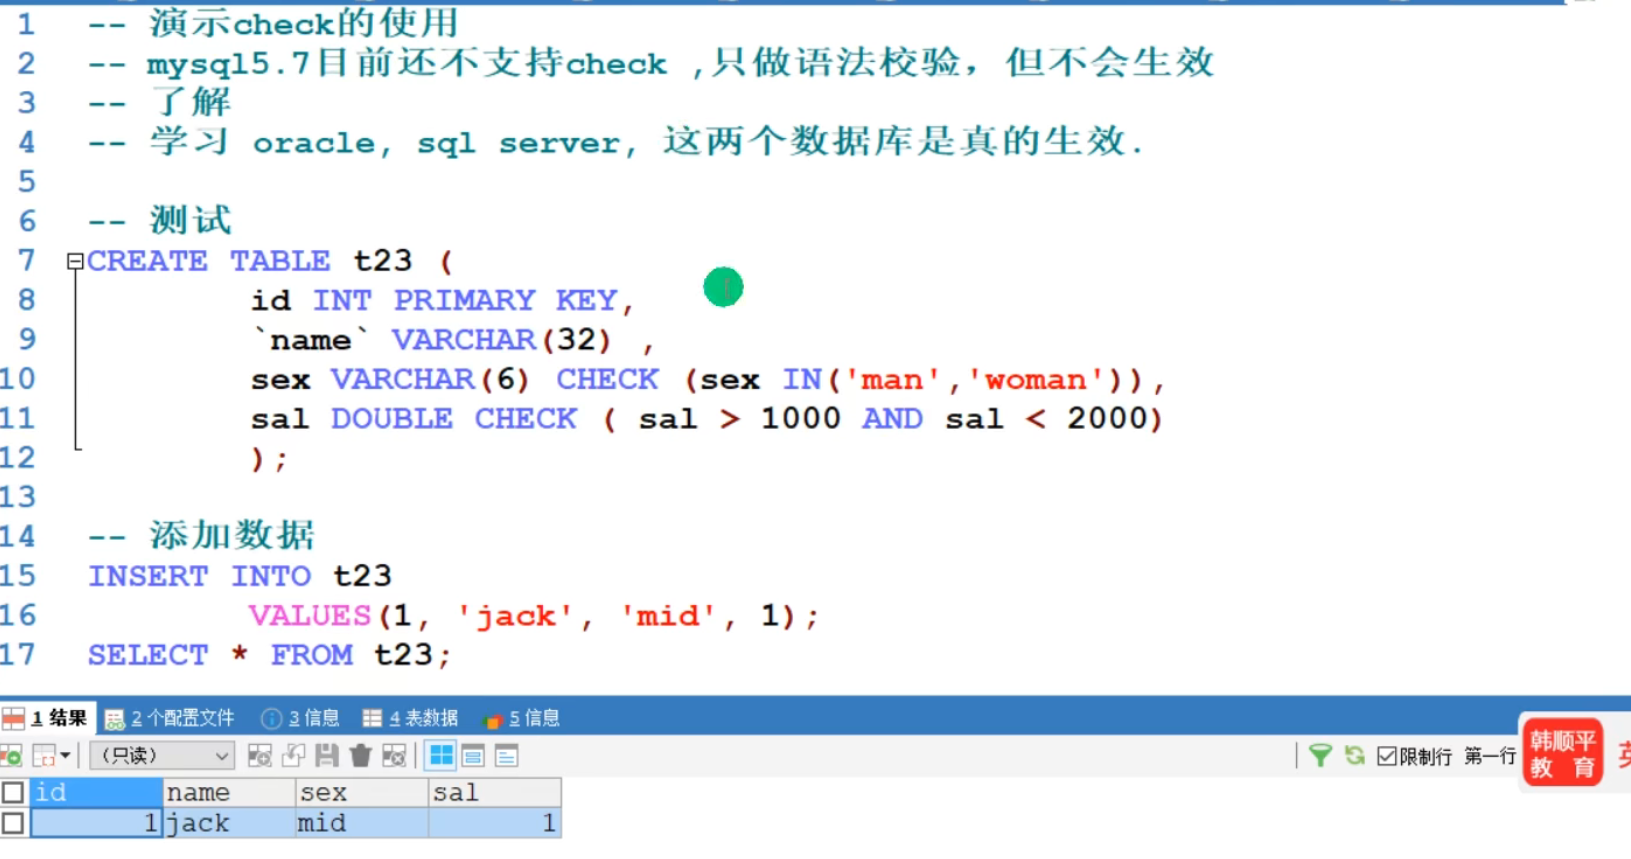 1 -- 演示check的使用
2 -- mysql5.7目前还不支持check ,只做语法校验，但不会生效
3 -- 了解
4 -- 学习 oracle, sql server, 这两个数据库是真的生效.
5
6 -- 测试
7 CREATE TABLE t23 (
8 id INT PRIMARY KEY,
9 `name` VARCHAR(32) ,
10 sex VARCHAR(6) CHECK (sex IN('man','woman')),
11 sal DOUBLE CHECK ( sal > 1000 AND sal < 2000)
12 );
13
14 -- 添加数据
15 INSERT INTO t23
16 VALUES(1, 'jack', 'mid', 1);
17 SELECT * FROM t23;
1 结果 2 个配置文件 3 信息 4 表数据 5 信息
（只读） 限制行 第一行
韩顺平
教 育
英
id name sex sal
1 jack mid 1